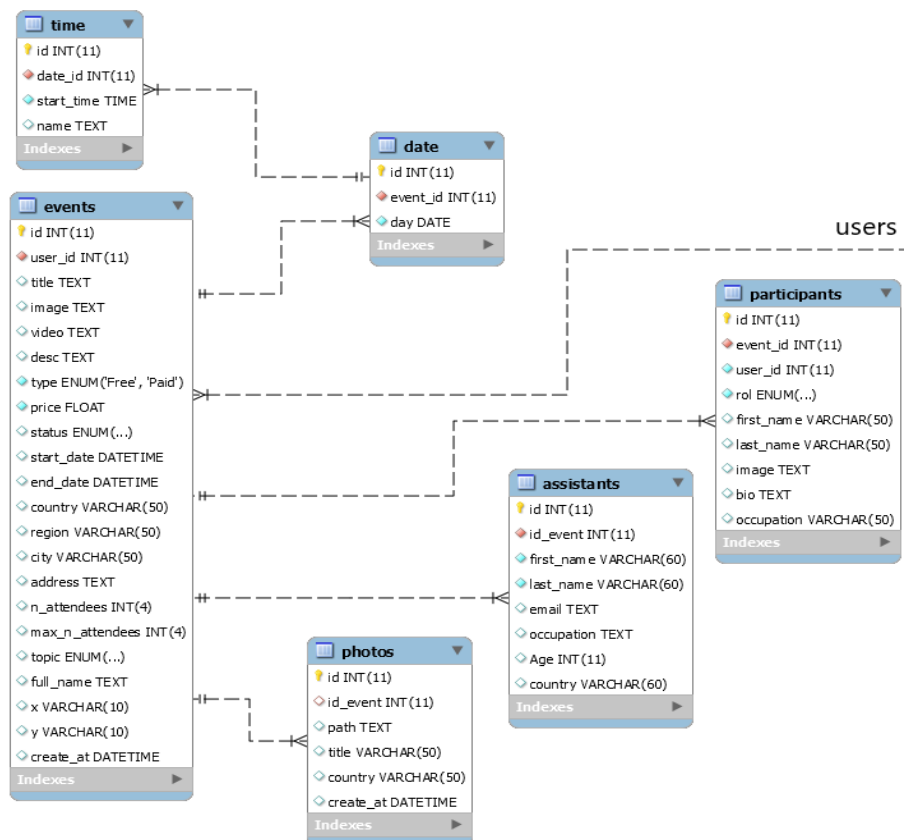 time
id INT(11)
date_id INT(11)
start_time TIME
name TEXT
Indexes
date
id INT(11)
event_id INT(11)
day DATE
Indexes
events
id INT(11)
user_id INT(11)
title TEXT
image TEXT
video TEXT
desc TEXT
type ENUM('Free', 'Paid')
price FLOAT
status ENUM(...)
start_date DATETIME
end_date DATETIME
country VARCHAR(50)
region VARCHAR(50)
city VARCHAR(50)
address TEXT
n_attendees INT(4)
max_n_attendees INT(4)
topic ENUM(...)
full_name TEXT
x VARCHAR(10)
y VARCHAR(10)
create_at DATETIME
Indexes
users
participants
id INT(11)
event_id INT(11)
user_id INT(11)
rol ENUM(...)
first_name VARCHAR(50)
last_name VARCHAR(50)
image TEXT
bio TEXT
occupation VARCHAR(50)
Indexes
assistants
id INT(11)
id_event INT(11)
first_name VARCHAR(60)
last_name VARCHAR(60)
email TEXT
occupation TEXT
Age INT(11)
country VARCHAR(60)
Indexes
photos
id INT(11)
id_event INT(11)
path TEXT
title VARCHAR(50)
country VARCHAR(50)
create_at DATETIME
Indexes